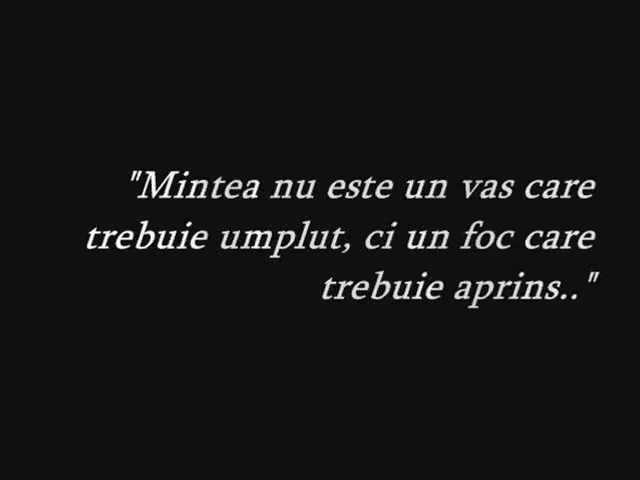 "Mintea nu este un vas care
trebuie umplut, ci un foc care
trebuie aprins.."